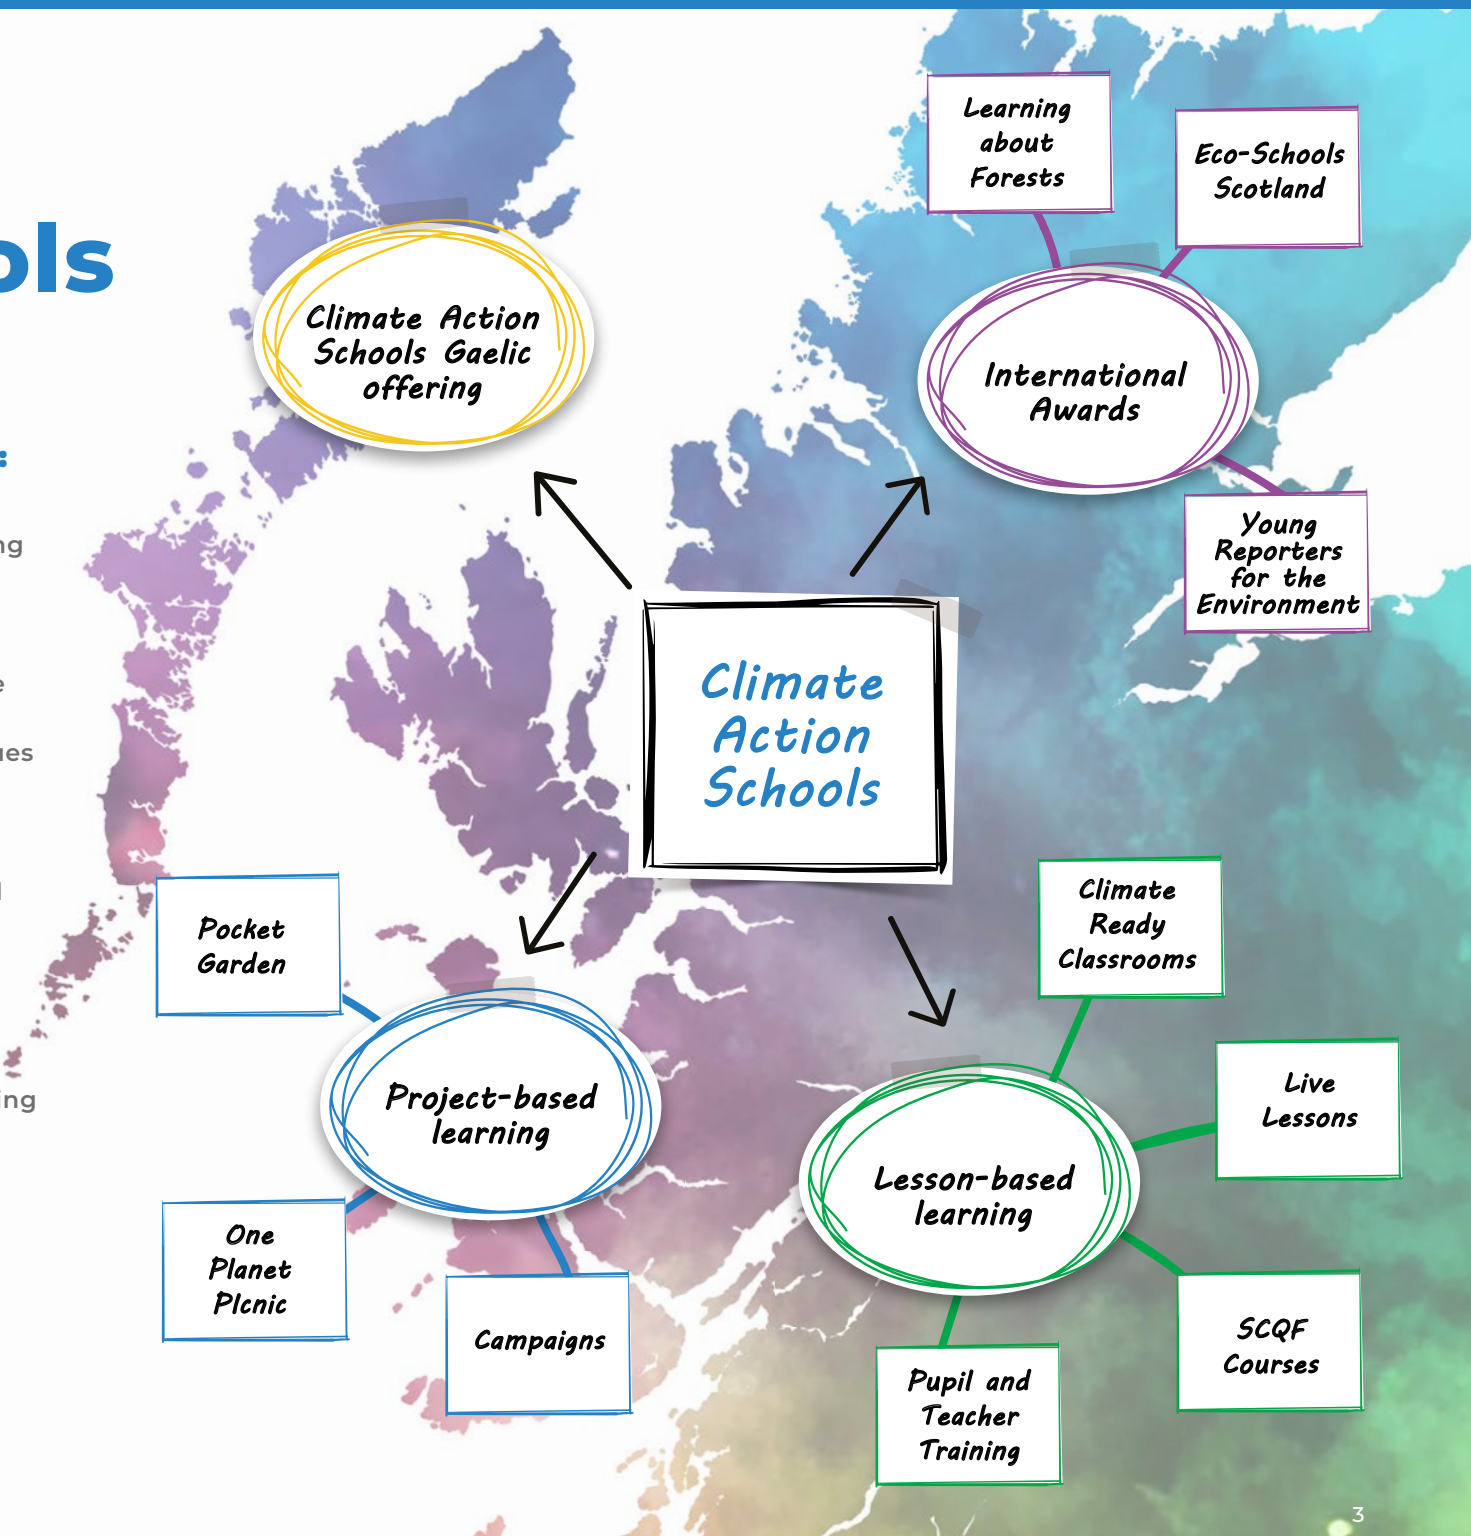 ols
:
ng
e
ues
ing
Climate Action
Schools Gaelic
offering
Learning
about
Forests
Eco-Schools
Scotland
International
Awards
Young
Reporters
for the
Environment
Climate
Action
Schools
Pocket
Garden
Project-based
learning
One
Planet
PIcnic
Campaigns
Climate
Ready
Classrooms
Live
Lessons
Lesson-based
learning
SCQF
Courses
Pupil and
Teacher
Training
3